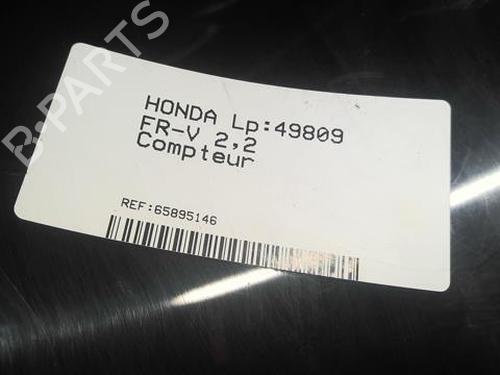 B-PARTS
HONDA Lp:49809
FR-V 2,2
Compteur
REF:65895146